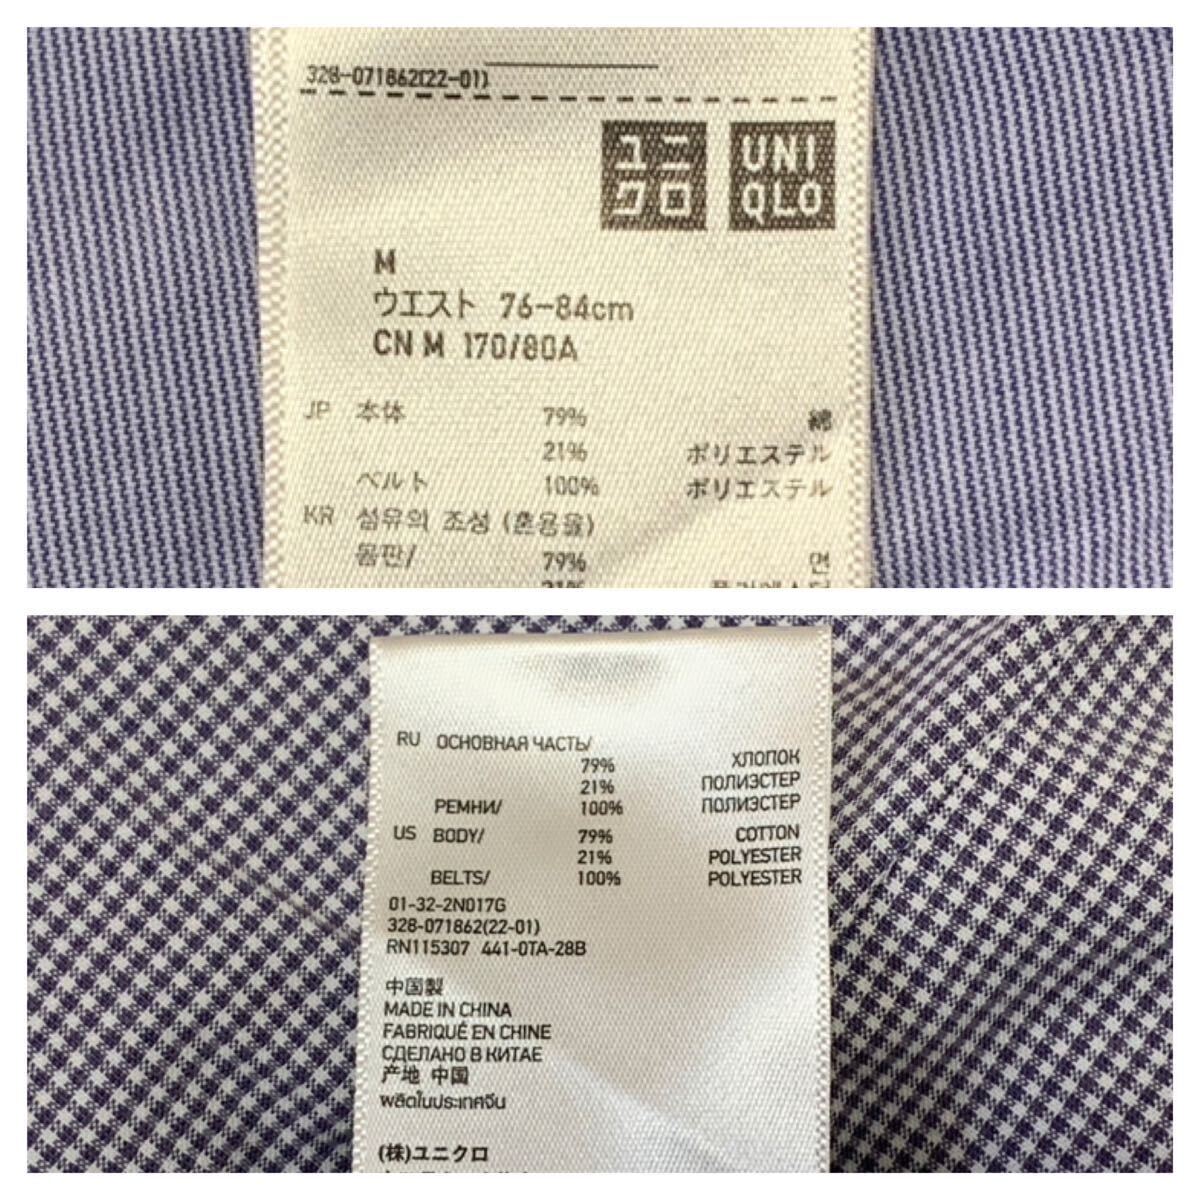 328-071862(22-01)
ユニ
クロ
UNI
QLO
M
ウエスト 76-84cm
CN M 170/80A
JP 本体 79% 綿
21% ポリエステル
ベルト 100% ポリエステル
KR 섬유의 조성 (혼용율)
몸판/ 79% 면
21% 폴리에스터
RU ОСНОВНАЯ ЧАСТЬ/
79% ХЛОПОК
21% ПОЛИЭСТЕР
РЕМНИ/ 100% ПОЛИЭСТЕР
US BODY/ 79% COTTON
21% POLYESTER
BELTS/ 100% POLYESTER
01-32-2N017G
328-071862(22-01)
RN115307 441-0TA-28B
中国製
MADE IN CHINA
FABRIQUÉ EN CHINE
СДЕЛАНО В КИТАЕ
产地 中国
ผลิตในประเทศจีน
(株)ユニクロ